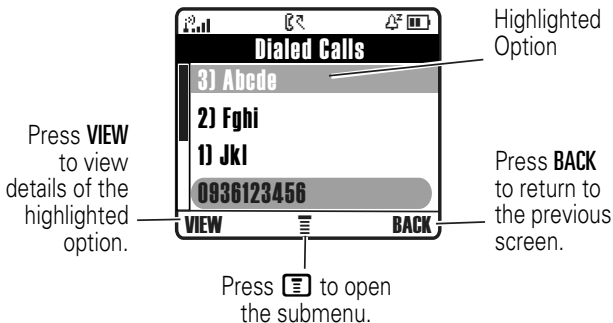 Highlighted
Option
Dialed Calls
3) Abcde
2) Fghi
1) Jkl
0936123456
VIEW
BACK
Press VIEW
to view
details of the
highlighted
option.
Press BACK
to return to
the previous
screen.
Press to open
the submenu.